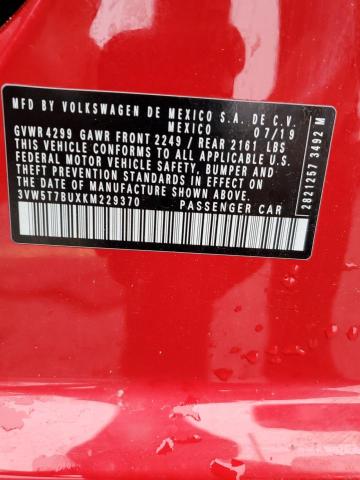 MFD BY VOLKSWAGEN DE MEXICO S.A. DE C.V.
MEXICO 07/19
GVWR 4299 GAWR FRONT 2249 / REAR 2161 LBS
THIS VEHICLE CONFORMS TO ALL APPLICABLE U.S.
FEDERAL MOTOR VEHICLE SAFETY, BUMPER AND
THEFT PREVENTION STANDARDS IN EFFECT ON THE
DATE OF MANUFACTURE SHOWN ABOVE.
3VW5T7BUXKM229370 PASSENGER CAR
2821257 3492 M